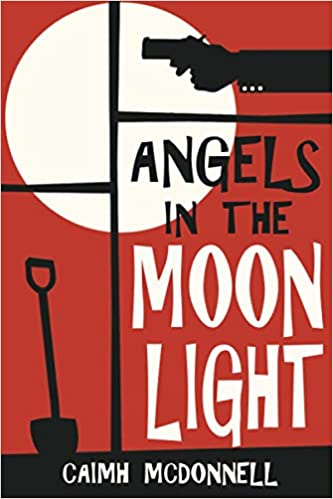 ANGELS
IN THE
MOON
LIGHT
CAIMH MCDONNELL